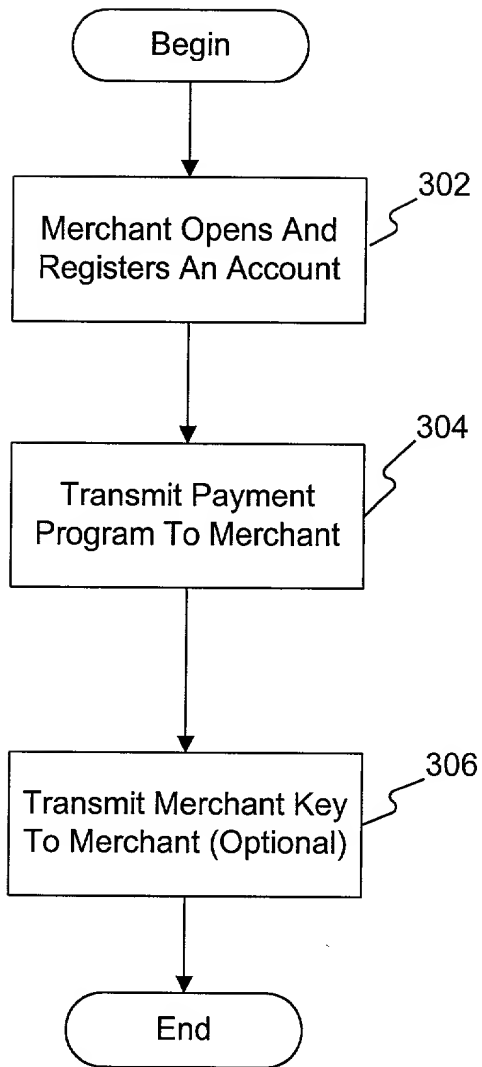 Begin
302
Merchant Opens And
Registers An Account
304
Transmit Payment
Program To Merchant
306
Transmit Merchant Key
To Merchant (Optional)
End